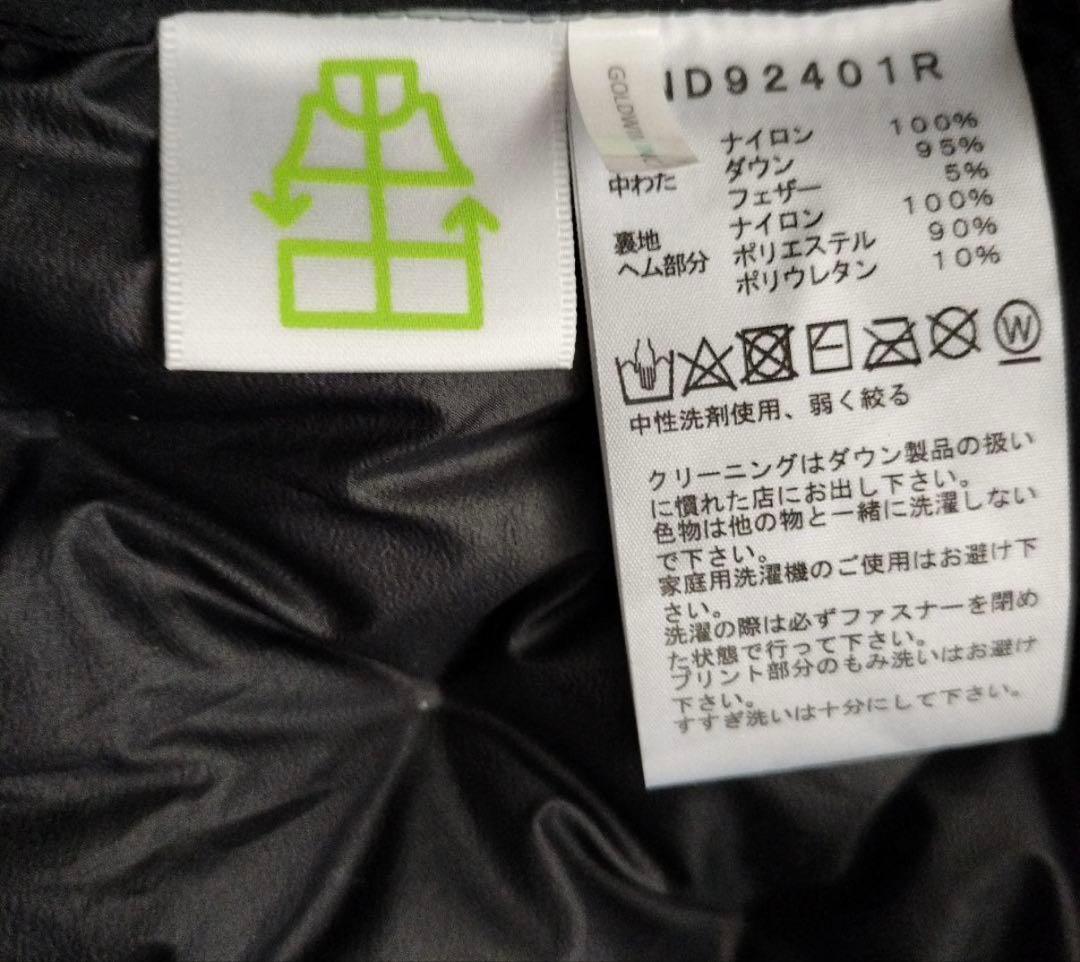 GOLDWIN
ND92401R
ナイロン 100%
中わた ダウン 95%
フェザー 5%
裏地 ナイロン 100%
ヘム部分 ポリエステル 90%
ポリウレタン 10%
W
中性洗剤使用、弱く絞る
クリーニングはダウン製品の扱い
に慣れた店にお出し下さい。
色物は他の物と一緒に洗濯しない
で下さい。
家庭用洗濯機のご使用はお避け下
さい。
洗濯の際は必ずファスナーを閉め
た状態で行って下さい。
プリント部分のもみ洗いはお避け
下さい。
すすぎ洗いは十分にして下さい。